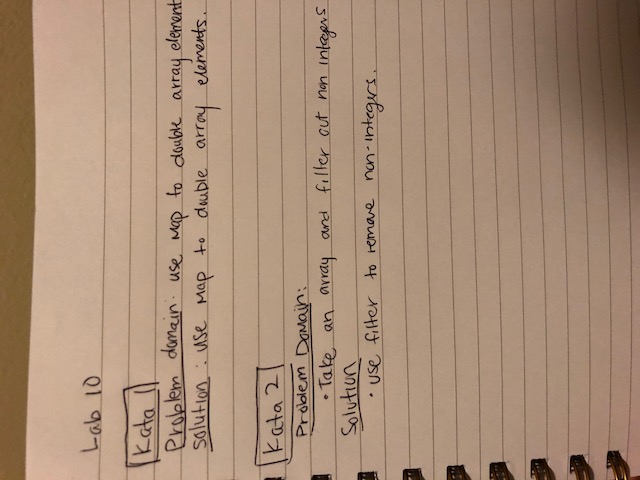 Lab 10
Kata 1
Problem domain: use Map to double array element
Solution: use Map to double array elements.
Kata 2
Problem Domain:
• Take an array and filter out non integers
Solution
• use filter to remove non-integers.